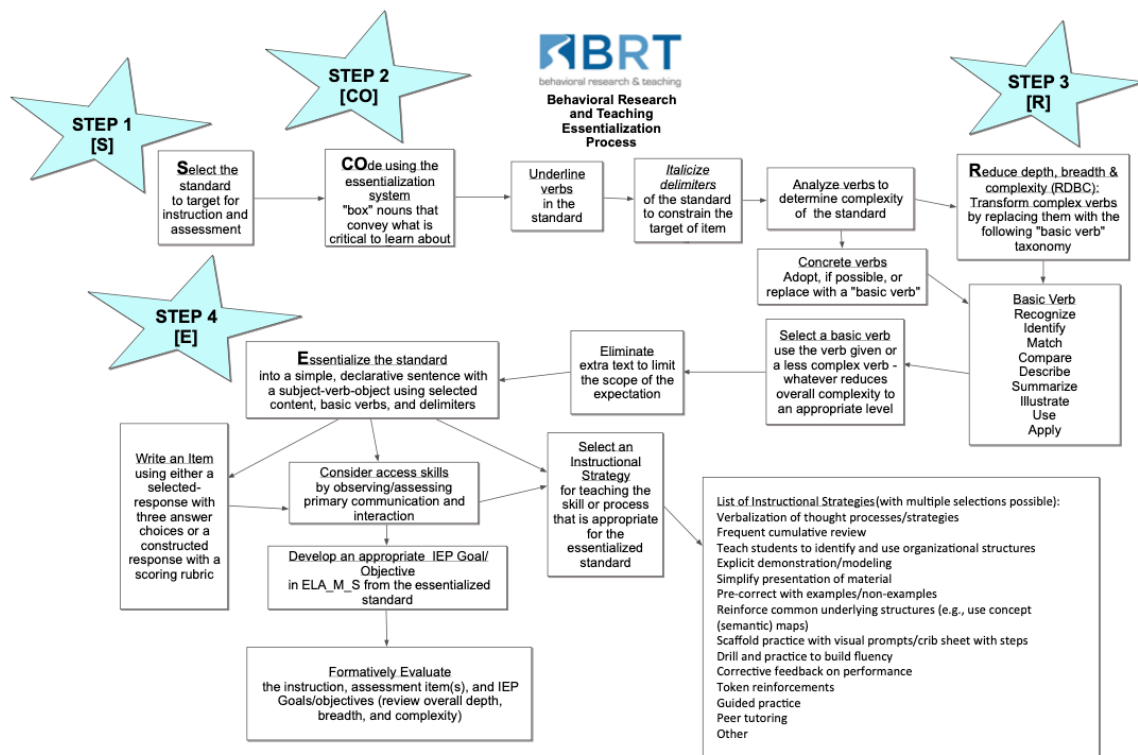 BRT
behavioral research & teaching
Behavioral Research
and Teaching
Essentialization
Process
STEP 1
[S]
Select the
standard
to target for
instruction and
assessment
STEP 2
[CO]
COde using the
essentialization
system
"box" nouns that
convey what is
critical to learn about
Underline
verbs
in the
standard
Italicize
delimiters
of the standard
to constrain the
target of item
Analyze verbs to
determine complexity
of the standard
Concrete verbs
Adopt, if possible, or
replace with a "basic verb"
STEP 3
[R]
Reduce depth, breadth &
complexity (RDBC):
Transform complex verbs
by replacing them with the
following "basic verb"
taxonomy
Basic Verb
Recognize
Identify
Match
Compare
Describe
Summarize
Illustrate
Use
Apply
Select a basic verb
use the verb given or
a less complex verb -
whatever reduces
overall complexity to
an appropriate level
Eliminate
extra text to limit
the scope of the
expectation
STEP 4
[E]
Essentialize the standard
into a simple, declarative sentence with
a subject-verb-object using selected
content, basic verbs, and delimiters
Write an Item
using either a
selected-
response with
three answer
choices or a
constructed
response with a
scoring rubric
Consider access skills
by observing/assessing
primary communication and
interaction
Develop an appropriate IEP Goal/
Objective
in ELA_M_S from the essentialized
standard
Formatively Evaluate
the instruction, assessment item(s), and IEP
Goals/objectives (review overall depth,
breadth, and complexity)
Select an
Instructional
Strategy
for teaching the
skill or process
that is appropriate
for the
essentialized
standard
List of Instructional Strategies(with multiple selections possible):
Verbalization of thought processes/strategies
Frequent cumulative review
Teach students to identify and use organizational structures
Explicit demonstration/modeling
Simplify presentation of material
Pre-correct with examples/non-examples
Reinforce common underlying structures (e.g., use concept
(semantic) maps)
Scaffold practice with visual prompts/crib sheet with steps
Drill and practice to build fluency
Corrective feedback on performance
Token reinforcements
Guided practice
Peer tutoring
Other